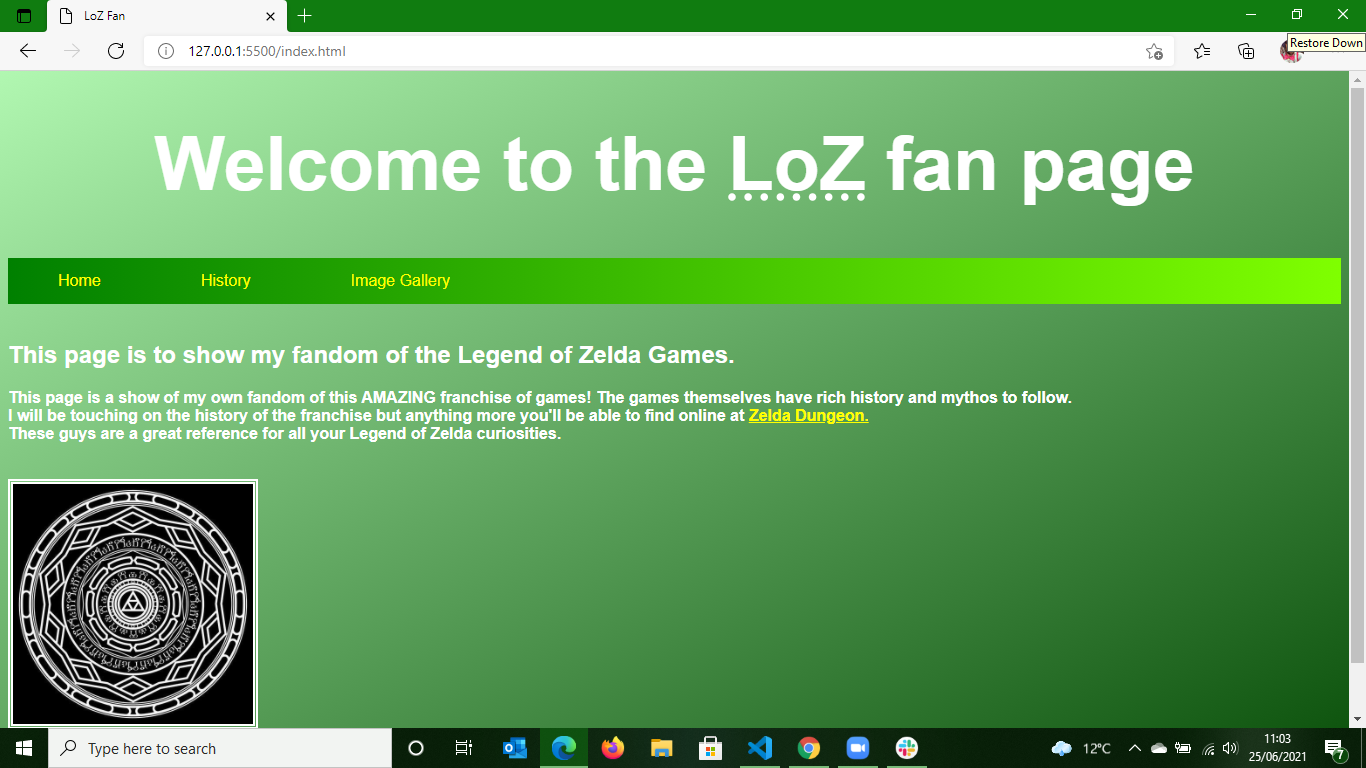 LoZ Fan
127.0.0.1:5500/index.html
Restore Down
Welcome to the LoZ fan page
Home History Image Gallery
This page is to show my fandom of the Legend of Zelda Games.
This page is a show of my own fandom of this AMAZING franchise of games! The games themselves have rich history and mythos to follow.
I will be touching on the history of the franchise but anything more you'll be able to find online at Zelda Dungeon.
These guys are a great reference for all your Legend of Zelda curiosities.
Type here to search
12°C
11:03
25/06/2021
7